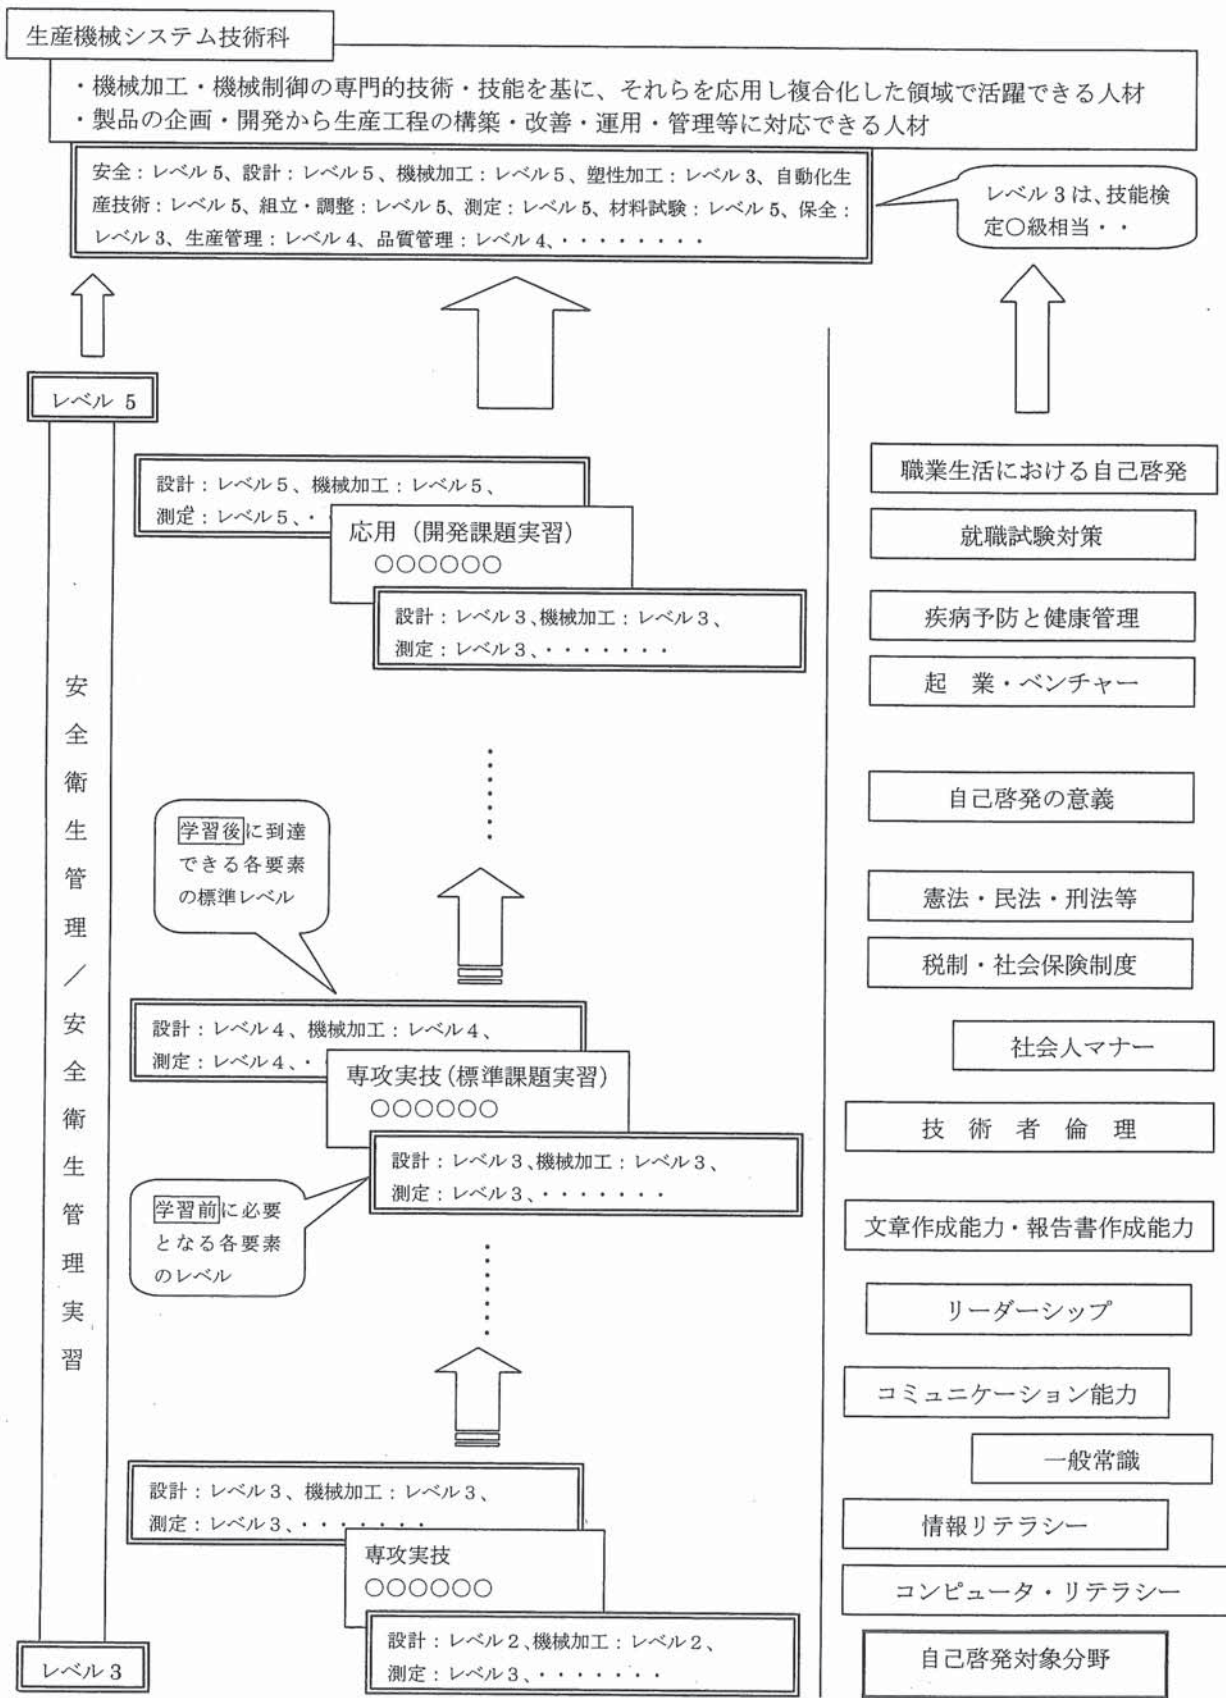 生産機械システム技術科
・機械加工・機械制御の専門的技術・技能を基に、それらを応用し複合化した領域で活躍できる人材
・製品の企画・開発から生産工程の構築・改善・運用・管理等に対応できる人材
安全：レベル5、設計：レベル５、機械加工：レベル5、塑性加工：レベル3、自動化生
産技術：レベル5、組立・調整：レベル5、測定：レベル5、材料試験：レベル5、保全：
レベル3、生産管理：レベル4、品質管理：レベル4、・・・・・・・・
レベル３は、技能検
定〇級相当・・
レベル 5
安全衛生管理／安全衛生管理実習
レベル 3
設計：レベル５、機械加工：レベル５、
測定：レベル５、・
応用（開発課題実習）
○○○○○○
設計：レベル３、機械加工：レベル３、
測定：レベル３、・・・・・・・
学習後に到達
できる各要素
の標準レベル
設計：レベル４、機械加工：レベル４、
測定：レベル４、・
専攻実技（標準課題実習）
○○○○○○
設計：レベル３、機械加工：レベル３、
測定：レベル３、・・・・・・・
学習前に必要
となる各要素
のレベル
設計：レベル３、機械加工：レベル３、
測定：レベル３、・・・・・・・
専攻実技
○○○○○○
設計：レベル２、機械加工：レベル２、
測定：レベル３、・・・・・・・
職業生活における自己啓発
就職試験対策
疾病予防と健康管理
起　業・ベンチャー
自己啓発の意義
憲法・民法・刑法等
税制・社会保険制度
社会人マナー
技　術　者　倫　理
文章作成能力・報告書作成能力
リーダーシップ
コミュニケーション能力
一般常識
情報リテラシー
コンピュータ・リテラシー
自己啓発対象分野